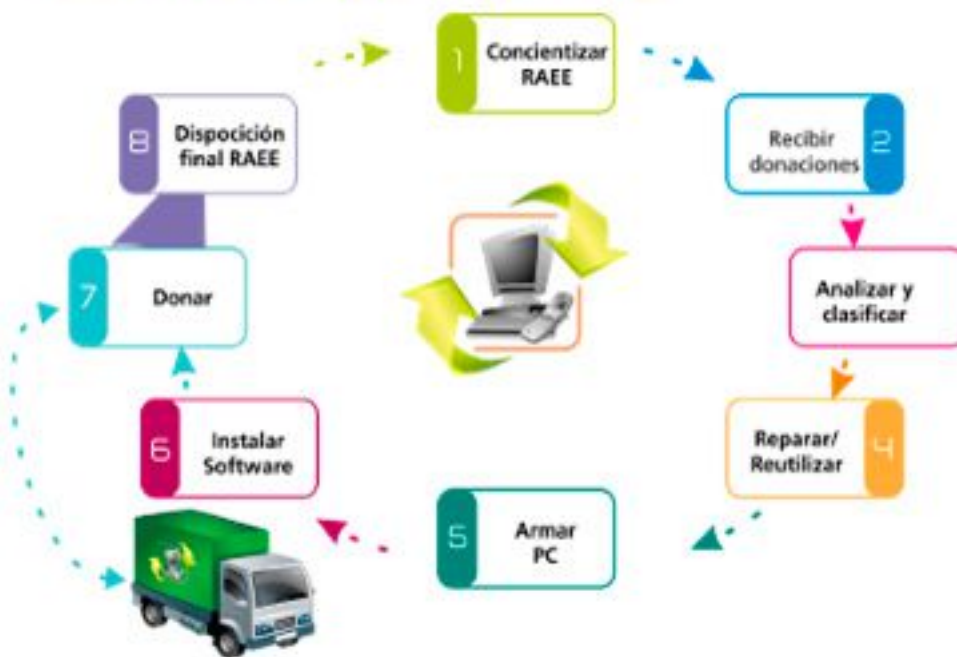 1
Concientizar
RAEE
2
Recibir
donaciones
Analizar y
clasificar
4
Reparar/
Reutilizar
5
Armar
PC
6
Instalar
Software
7
Donar
8
Dispocición
final RAEE